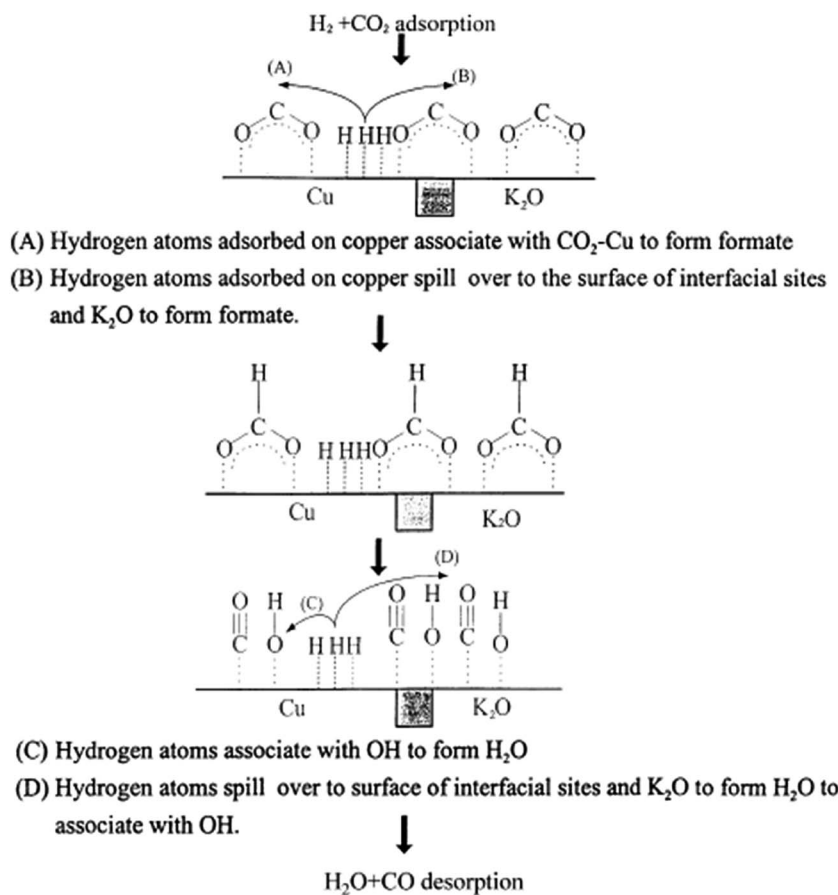 H₂ +CO₂ adsorption
(A) (B)
C C C
O O H HHO O O O
Cu K₂O
(A) Hydrogen atoms adsorbed on copper associate with CO₂-Cu to form formate
(B) Hydrogen atoms adsorbed on copper spill over to the surface of interfacial sites
and K₂O to form formate.
H H H
C C C
O O H HHO O O O
Cu K₂O
(D)
O H (C) O H O H
C O H HH C O C O
Cu K₂O
(C) Hydrogen atoms associate with OH to form H₂O
(D) Hydrogen atoms spill over to surface of interfacial sites and K₂O to form H₂O to
associate with OH.
H₂O+CO desorption